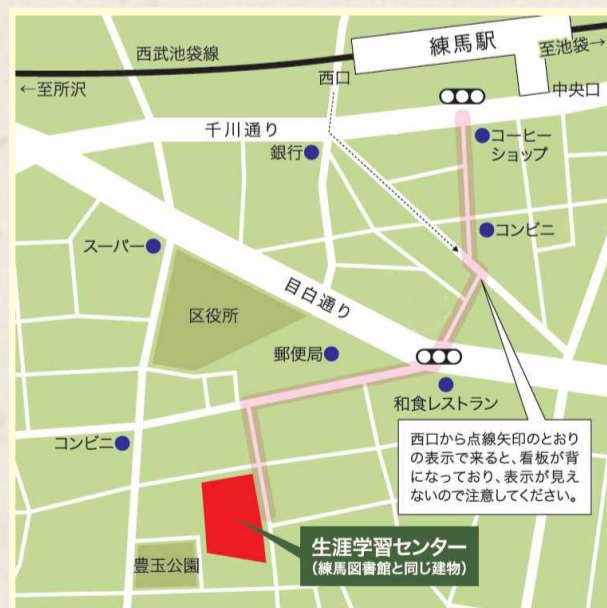 練馬駅
至池袋→
西武池袋線
西口
←至所沢
中央口
千川通り
コーヒー
ショップ
銀行
コンビニ
スーパー
目白通り
区役所
郵便局
和食レストラン
西口から点線矢印のとおり
の表示で来ると、看板が背
になっており、表示が見え
ないので注意してください。
コンビニ
生涯学習センター
(練馬図書館と同じ建物)
豊玉公園